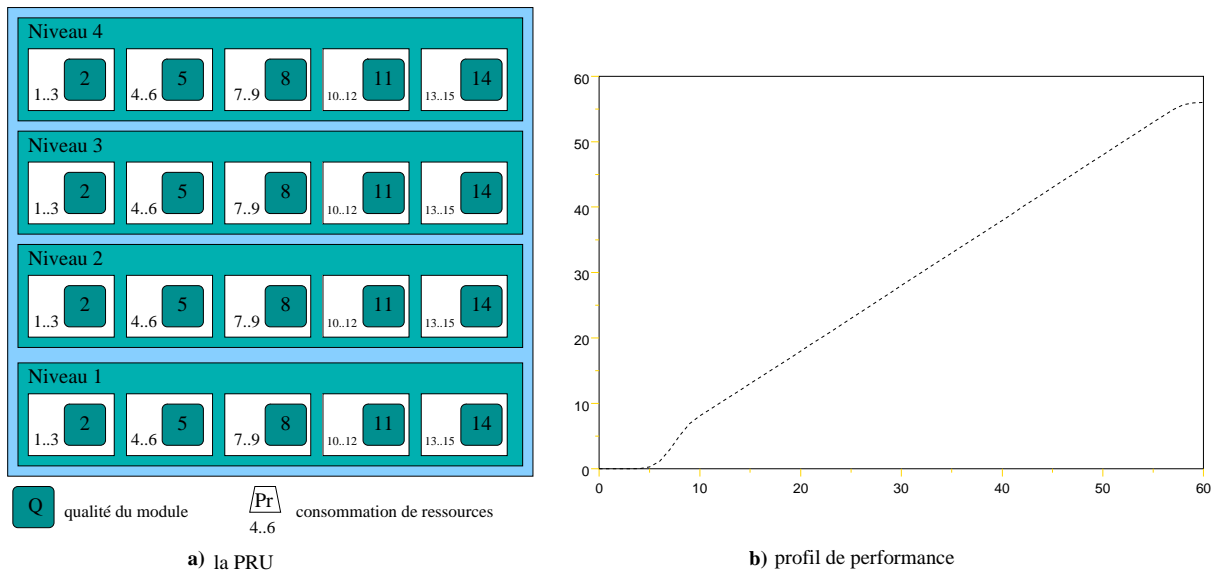 Niveau 4
2 5 8 11 14
1..3 4..6 7..9 10..12 13..15
Niveau 3
2 5 8 11 14
1..3 4..6 7..9 10..12 13..15
Niveau 2
2 5 8 11 14
1..3 4..6 7..9 10..12 13..15
Niveau 1
2 5 8 11 14
1..3 4..6 7..9 10..12 13..15
Q qualité du module
Pr consommation de ressources
4..6
a) la PRU
60
50
40
30
20
10
0
0 10 20 30 40 50 60
b) profil de performance